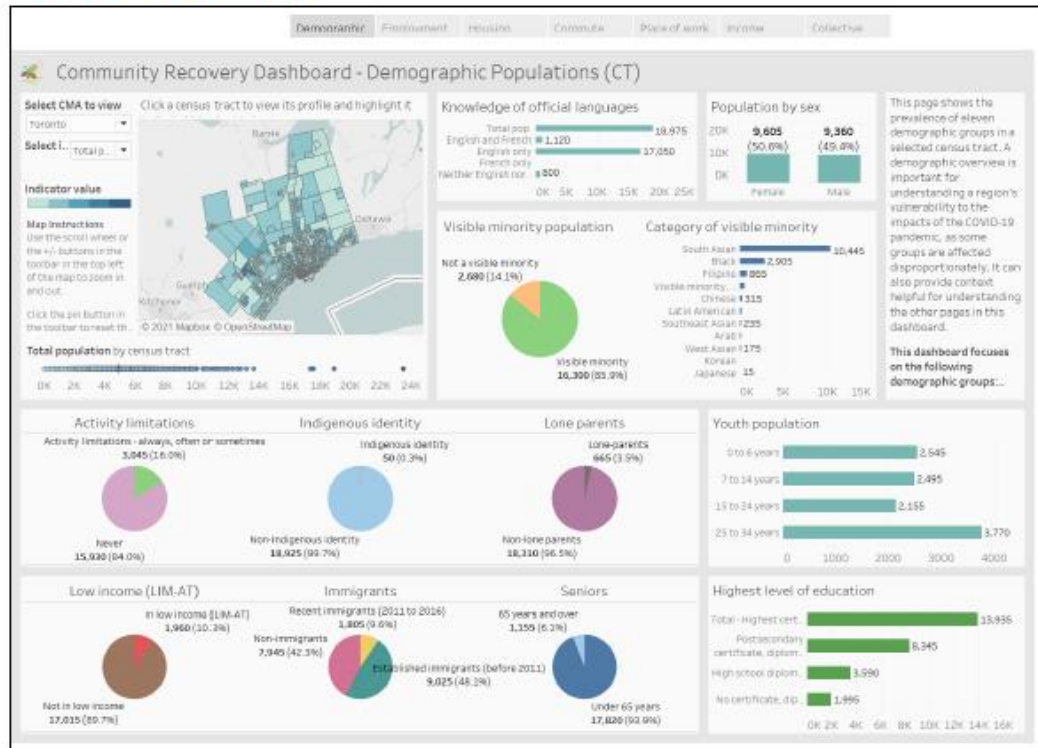 Demographic Employment Housing Commute Place of work Income Collective
Community Recovery Dashboard - Demographic Populations (CT)
Select CMA to view
Toronto
Select i.. Total p..
Indicator value
Map Instructions
Use the scroll wheel or
the +/- buttons in the
toolbar in the top left
of the map to zoom in
and out.
Click the pin button in
the toolbar to reset th..
Click a census tract to view its profile and highlight it
Barrie
Oshawa
Guelph
Kitchener
© 2021 Mapbox © OpenStreetMap
Total population by census tract
0K 2K 4K 6K 8K 10K 12K 14K 16K 18K 20K 22K 24K
Knowledge of official languages
Total pop. 18,975
English and French 1,120
English only 17,050
French only
Neither English nor.. 800
0K 5K 10K 15K 20K 25K
Population by sex
20K
10K
0K
9,605
(50.6%)
9,360
(49.4%)
Female Male
Visible minority population
Not a visible minority
2,680 (14.1%)
Visible minority
16,300 (85.9%)
Category of visible minority
South Asian 10,445
Black 2,905
Filipino 865
Visible minority, ..
Chinese 315
Latin American
Southeast Asian 235
Arab
West Asian 175
Korean
Japanese 15
0K 5K 10K 15K
This page shows the
prevalence of eleven
demographic groups in a
selected census tract. A
demographic overview is
important for
understanding a region's
vulnerability to the
impacts of the COVID-19
pandemic, as some
groups are affected
disproportionately. It can
also provide context
helpful for understanding
the other pages in this
dashboard.
This dashboard focuses
on the following
demographic groups:..
Activity limitations
Activity limitations - always, often or sometimes
3,045 (16.0%)
Never
15,930 (84.0%)
Indigenous identity
Indigenous identity
50 (0.3%)
Non-Indigenous identity
18,925 (99.7%)
Lone parents
Lone-parents
665 (3.5%)
Non-lone parents
18,310 (96.5%)
Youth population
0 to 6 years 2,545
7 to 14 years 2,495
15 to 24 years 2,155
25 to 34 years 3,770
0 1000 2000 3000 4000
Low income (LIM-AT)
In low income (LIM-AT)
1,960 (10.3%)
Not in low income
17,015 (89.7%)
Immigrants
Recent immigrants (2011 to 2016)
1,805 (9.6%)
Non-immigrants
7,945 (42.3%)
Established immigrants (before 2011)
9,025 (48.1%)
Seniors
65 years and over
1,155 (6.1%)
Under 65 years
17,820 (93.9%)
Highest level of education
Total - Highest cert.. 13,935
Postsecondary
certificate, diplom.. 8,345
High school diplom.. 3,590
No certificate, dip.. 1,995
0K 2K 4K 6K 8K 10K 12K 14K 16K